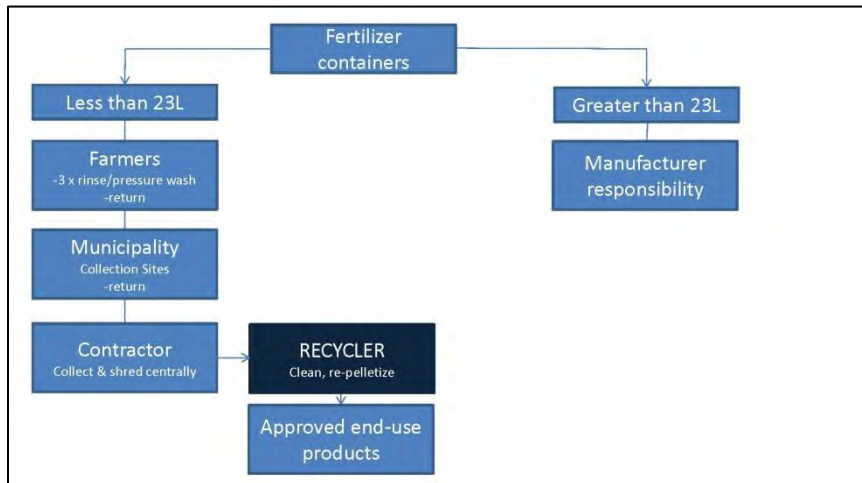 Fertilizer
containers
Less than 23L
Greater than 23L
Farmers
-3 x rinse/pressure wash
-return
Manufacturer
responsibility
Municipality
Collection Sites
-return
Contractor
Collect & shred centrally
RECYCLER
Clean, re-pelletize
Approved end-use
products